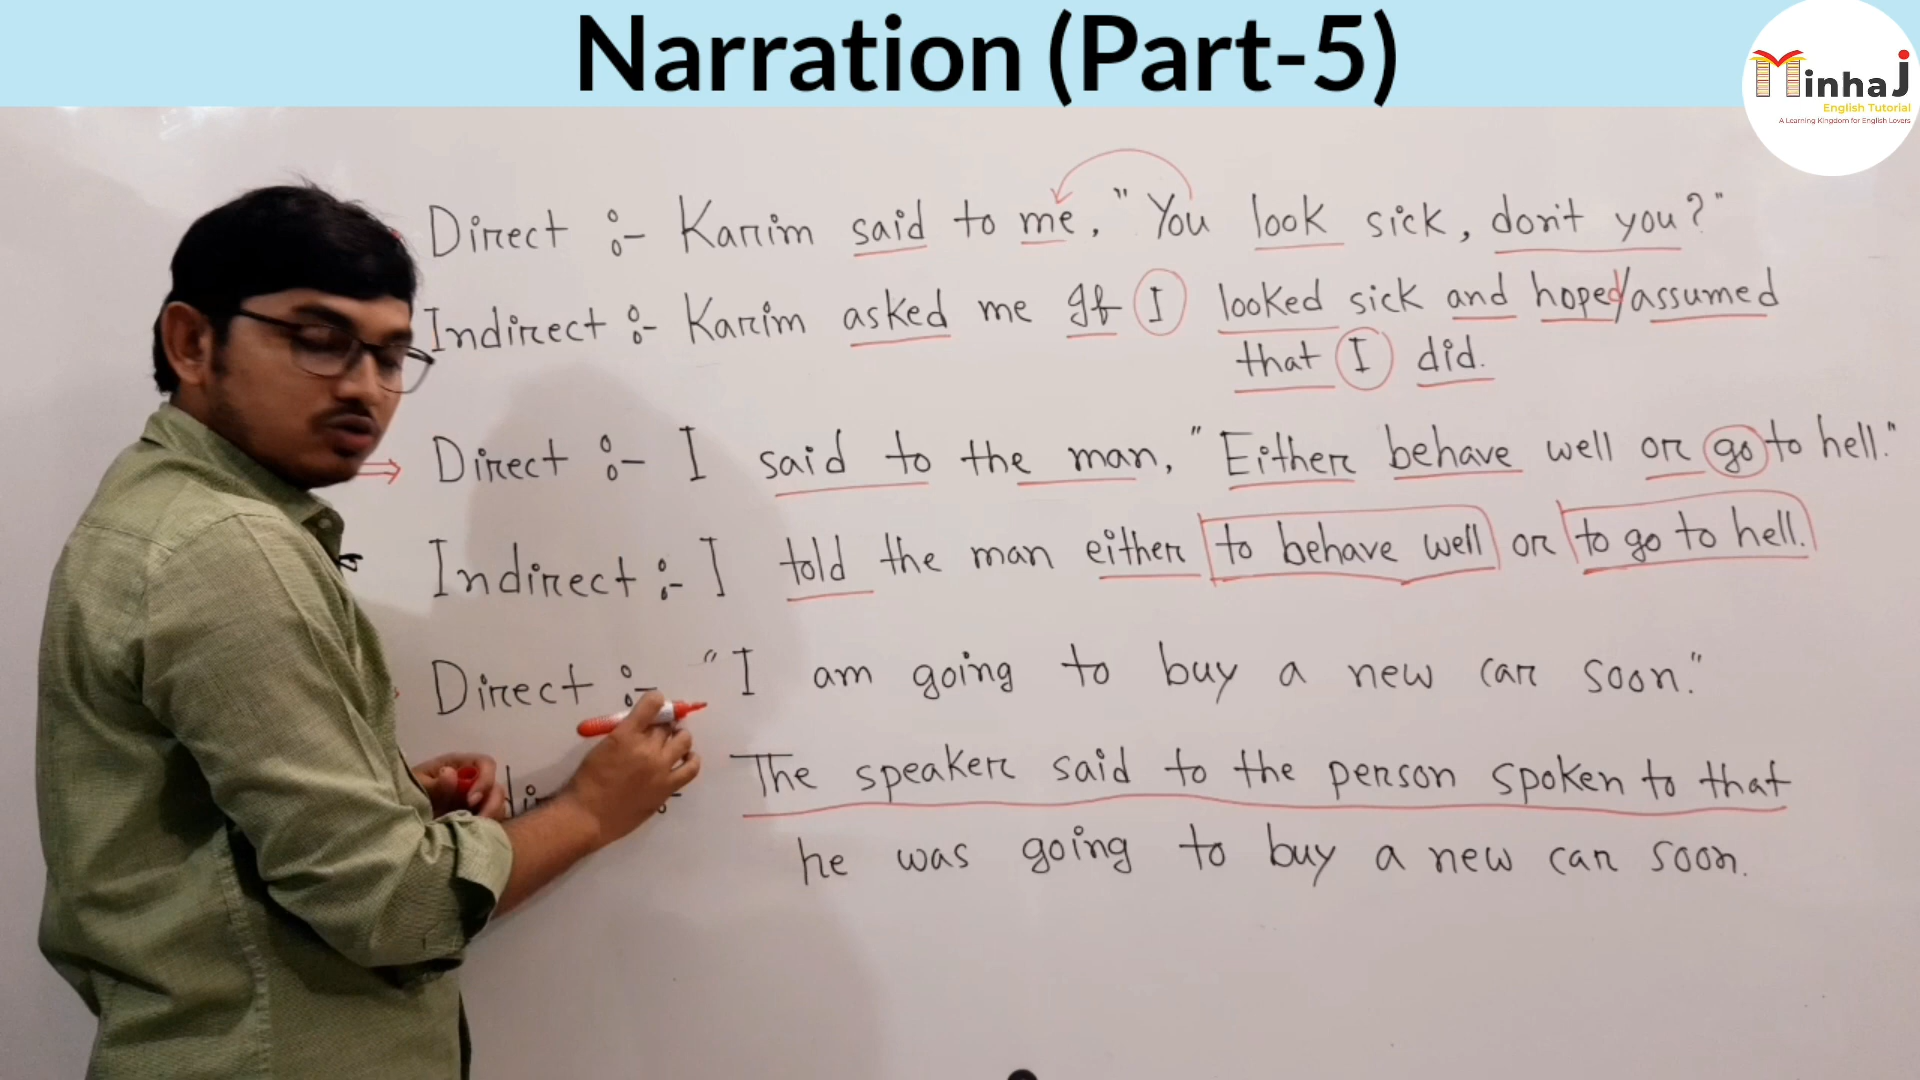 Narration (Part-5)
Minhaj
English Tutorial
A Learning Kingdom for English Lovers
Direct :- Karim said to me, "You look sick, don't you?"
Indirect :- Karim asked me If I looked sick and hoped/assumed
that I did.
Direct :- I said to the man, "Either behave well or go to hell."
Indirect :- I told the man either to behave well or to go to hell.
Direct :- "I am going to buy a new car soon."
The speaker said to the person spoken to that
he was going to buy a new car soon.